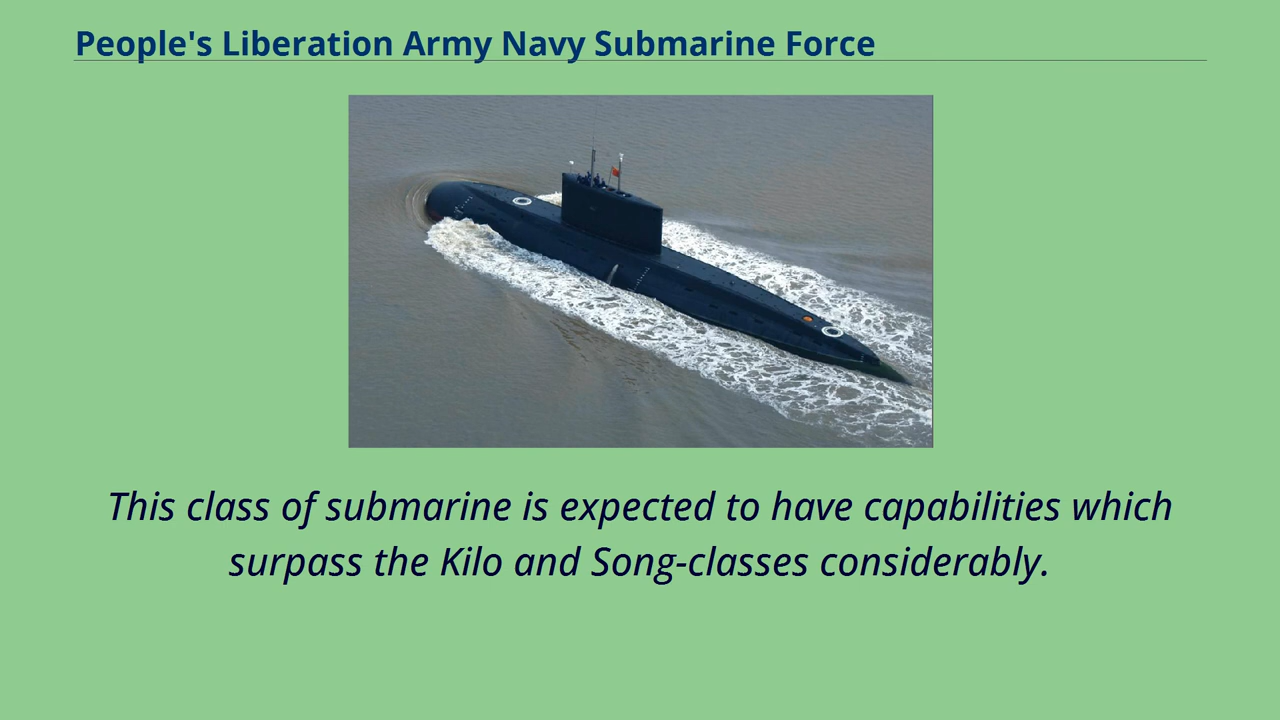 People's Liberation Army Navy Submarine Force
This class of submarine is expected to have capabilities which
surpass the Kilo and Song-classes considerably.